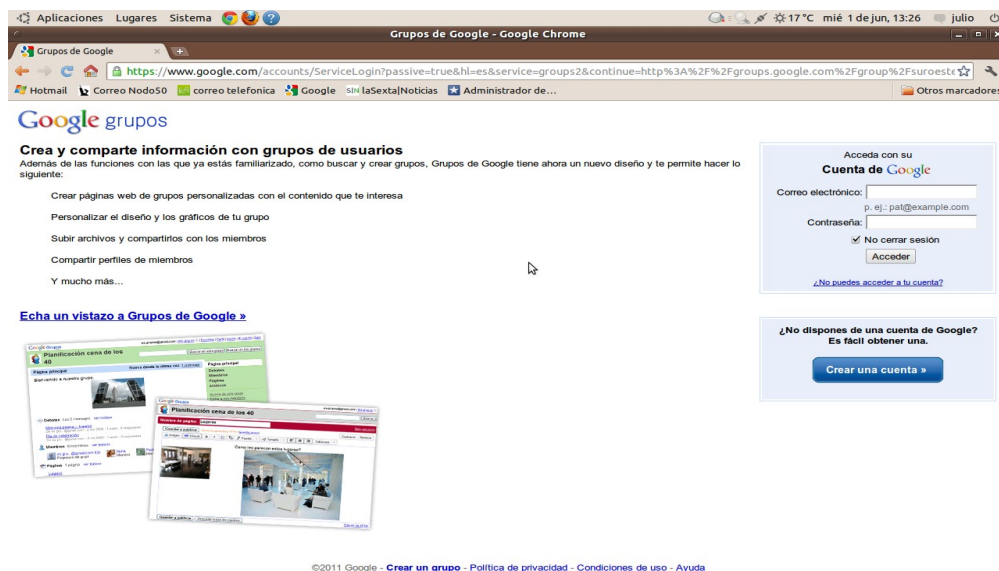 Aplicaciones Lugares Sistema 17 °C mié 1 de jun, 13:26 julio
Grupos de Google - Google Chrome
Grupos de Google
https://www.google.com/accounts/ServiceLogin?passive=true&hl=es&service=groups2&continue=http%3A%2F%2Fgroups.google.com%2Fgroup%2Fsuroeste
Hotmail Correo Nodo50 correo telefonica Google laSexta|Noticias Administrador de... Otros marcadores
Google grupos
Crea y comparte información con grupos de usuarios
Además de las funciones con las que ya estás familiarizado, como buscar y crear grupos, Grupos de Google tiene ahora un nuevo diseño y te permite hacer lo
siguiente:
Crear páginas web de grupos personalizadas con el contenido que te interesa
Personalizar el diseño y los gráficos de tu grupo
Subir archivos y compartirlos con los miembros
Compartir perfiles de miembros
Y mucho más...
Echa un vistazo a Grupos de Google »
Planificación cena de los
40
Página principal
Bienvenido a nuestro grupo
Planificación cena de los 40
Acceda con su
Cuenta de Google
Correo electrónico:
p. ej.: pat@example.com
Contraseña:
No cerrar sesión
Acceder
¿No puedes acceder a tu cuenta?
¿No dispones de una cuenta de Google?
Es fácil obtener una.
Crear una cuenta »
©2011 Google - Crear un grupo - Política de privacidad - Condiciones de uso - Ayuda